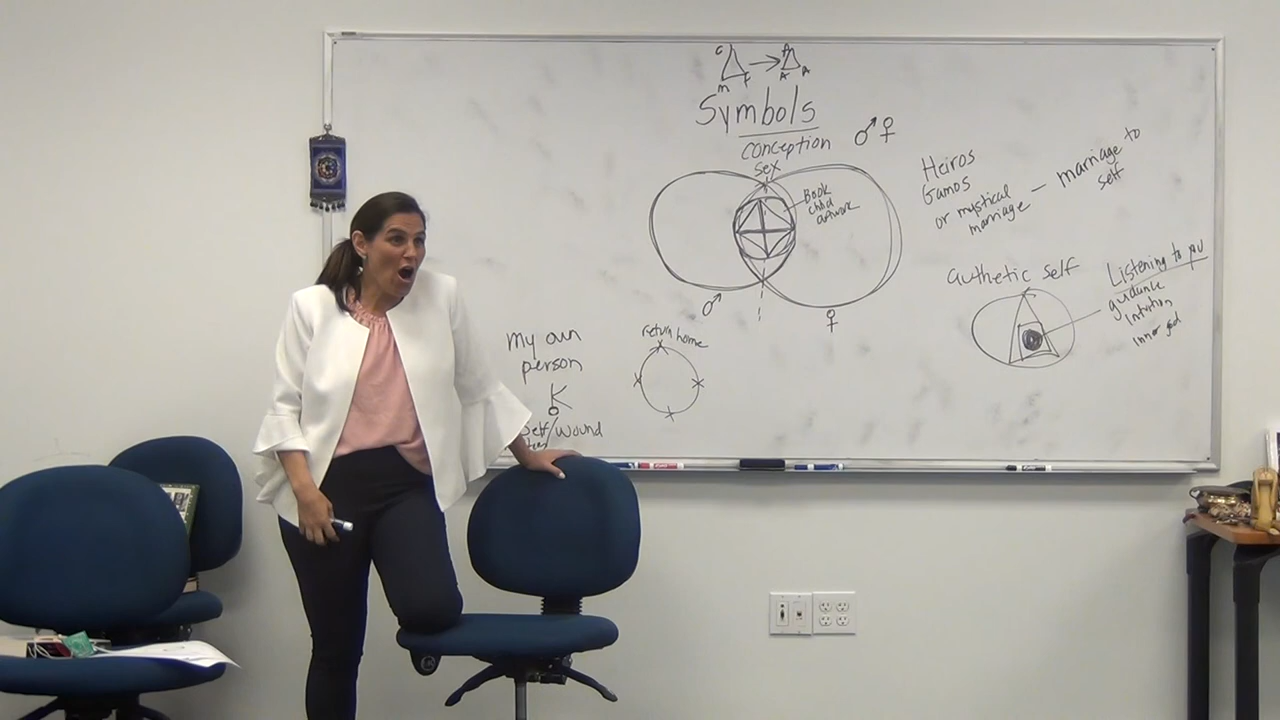 C
M
Symbols
conception
sex
♂ ♀
Book
child
artwork
♂
♀
Heiros
Gamos
or mystical
marriage
— marriage to
self
Authetic Self
Listening to
guidance
Intuition
inner god
My own
person
Self/Wound
return home